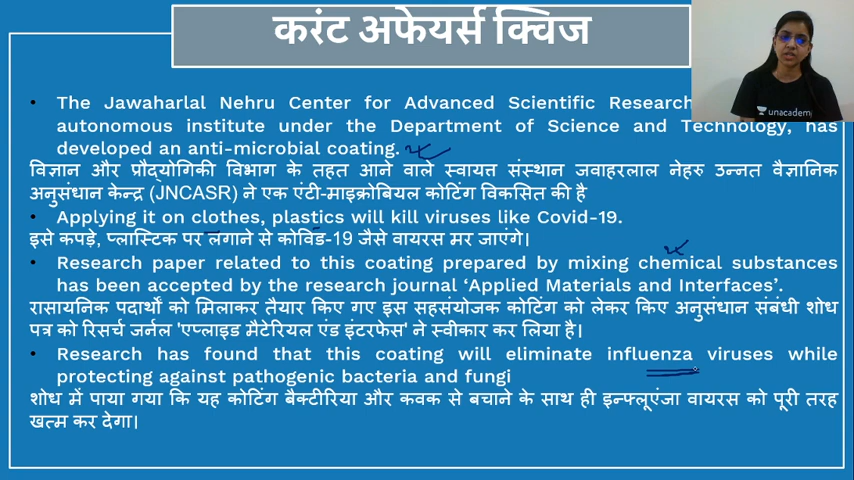 करंट अफेयर्स क्विज
unacademy
The Jawaharlal Nehru Center for Advanced Scientific Research
autonomous institute under the Department of Science and Technology, has
developed an anti-microbial coating.
विज्ञान और प्रौद्योगिकी विभाग के तहत आने वाले स्वायत्त संस्थान जवाहरलाल नेहरु उन्नत वैज्ञानिक
अनुसंधान केन्द्र (JNCASR) ने एक एंटी-माइक्रोबियल कोटिंग विकसित की है
Applying it on clothes, plastics will kill viruses like Covid-19.
इसे कपड़े, प्लास्टिक पर लगाने से कोविड-19 जैसे वायरस मर जाएंगे।
Research paper related to this coating prepared by mixing chemical substances
has been accepted by the research journal ‘Applied Materials and Interfaces’.
रासायनिक पदार्थों को मिलाकर तैयार किए गए इस सहसंयोजक कोटिंग को लेकर किए अनुसंधान संबंधी शोध
पत्र को रिसर्च जर्नल 'एप्लाइड मैटेरियल एंड इंटरफेस' ने स्वीकार कर लिया है।
Research has found that this coating will eliminate influenza viruses while
protecting against pathogenic bacteria and fungi
शोध में पाया गया कि यह कोटिंग बैक्टीरिया और कवक से बचाने के साथ ही इन्फ्लूएंजा वायरस को पूरी तरह
खत्म कर देगा।